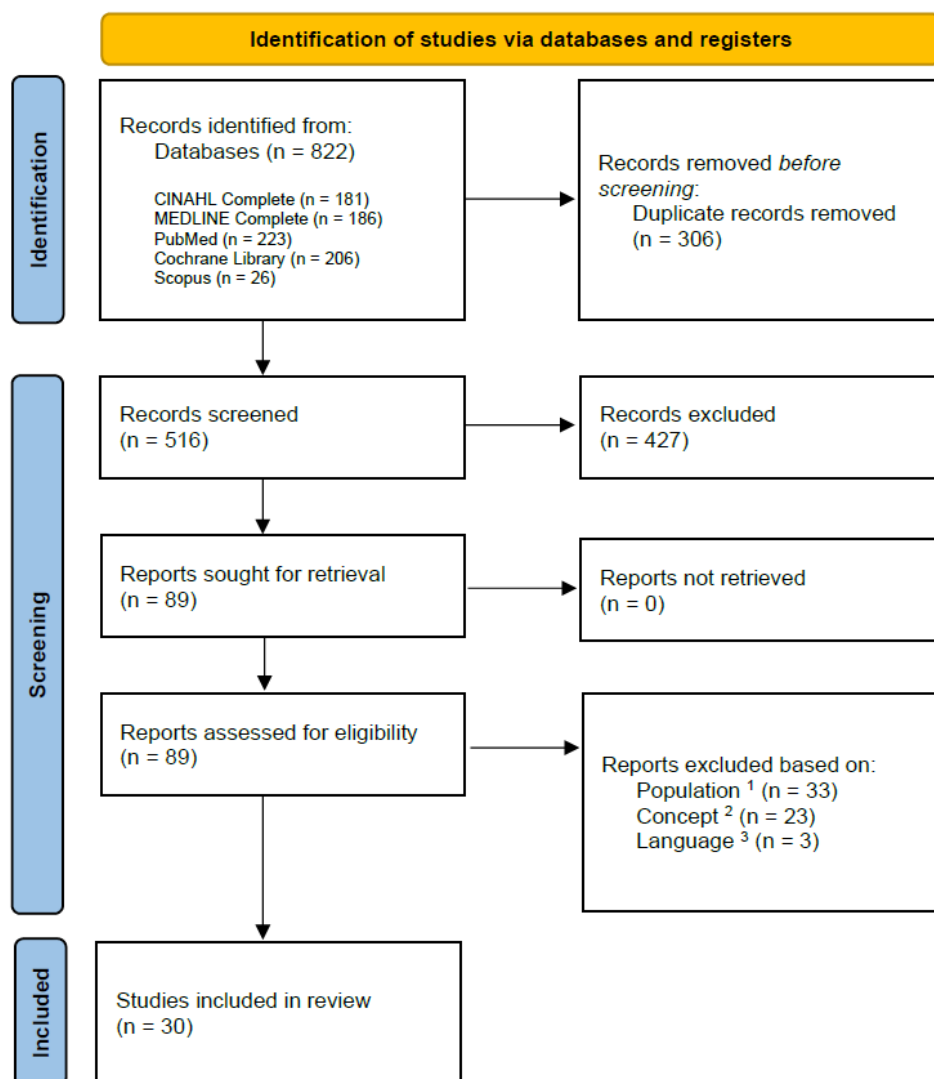 Identification of studies via databases and registers
Identification
Records identified from:
Databases (n = 822)
CINAHL Complete (n = 181)
MEDLINE Complete (n = 186)
PubMed (n = 223)
Cochrane Library (n = 206)
Scopus (n = 26)
Records removed before
screening:
Duplicate records removed
(n = 306)
Screening
Records screened
(n = 516)
Records excluded
(n = 427)
Reports sought for retrieval
(n = 89)
Reports not retrieved
(n = 0)
Reports assessed for eligibility
(n = 89)
Reports excluded based on:
Population ¹ (n = 33)
Concept ² (n = 23)
Language ³ (n = 3)
Included
Studies included in review
(n = 30)